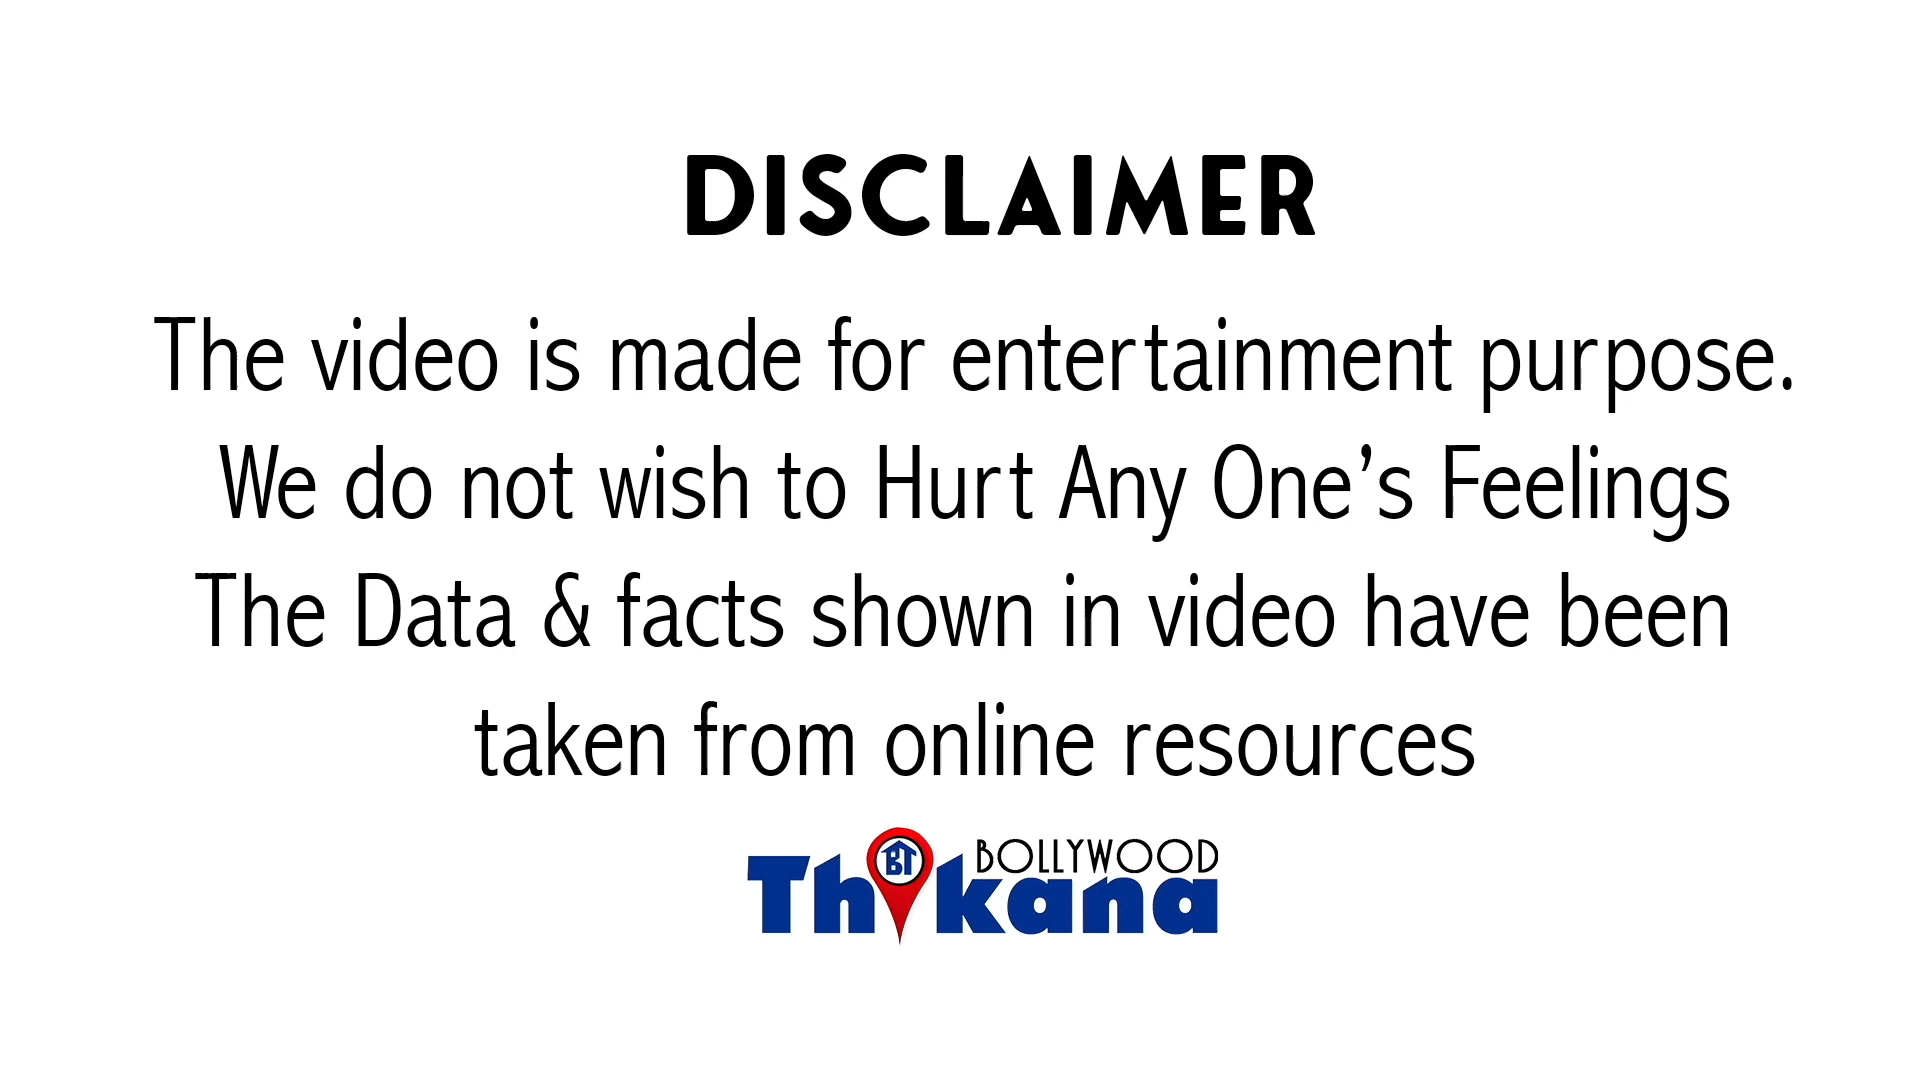 DISCLAIMER
The video is made for entertainment purpose.
We do not wish to Hurt Any One’s Feelings
The Data & facts shown in video have been
taken from online resources
BOLLYWOOD
BT
Thikana